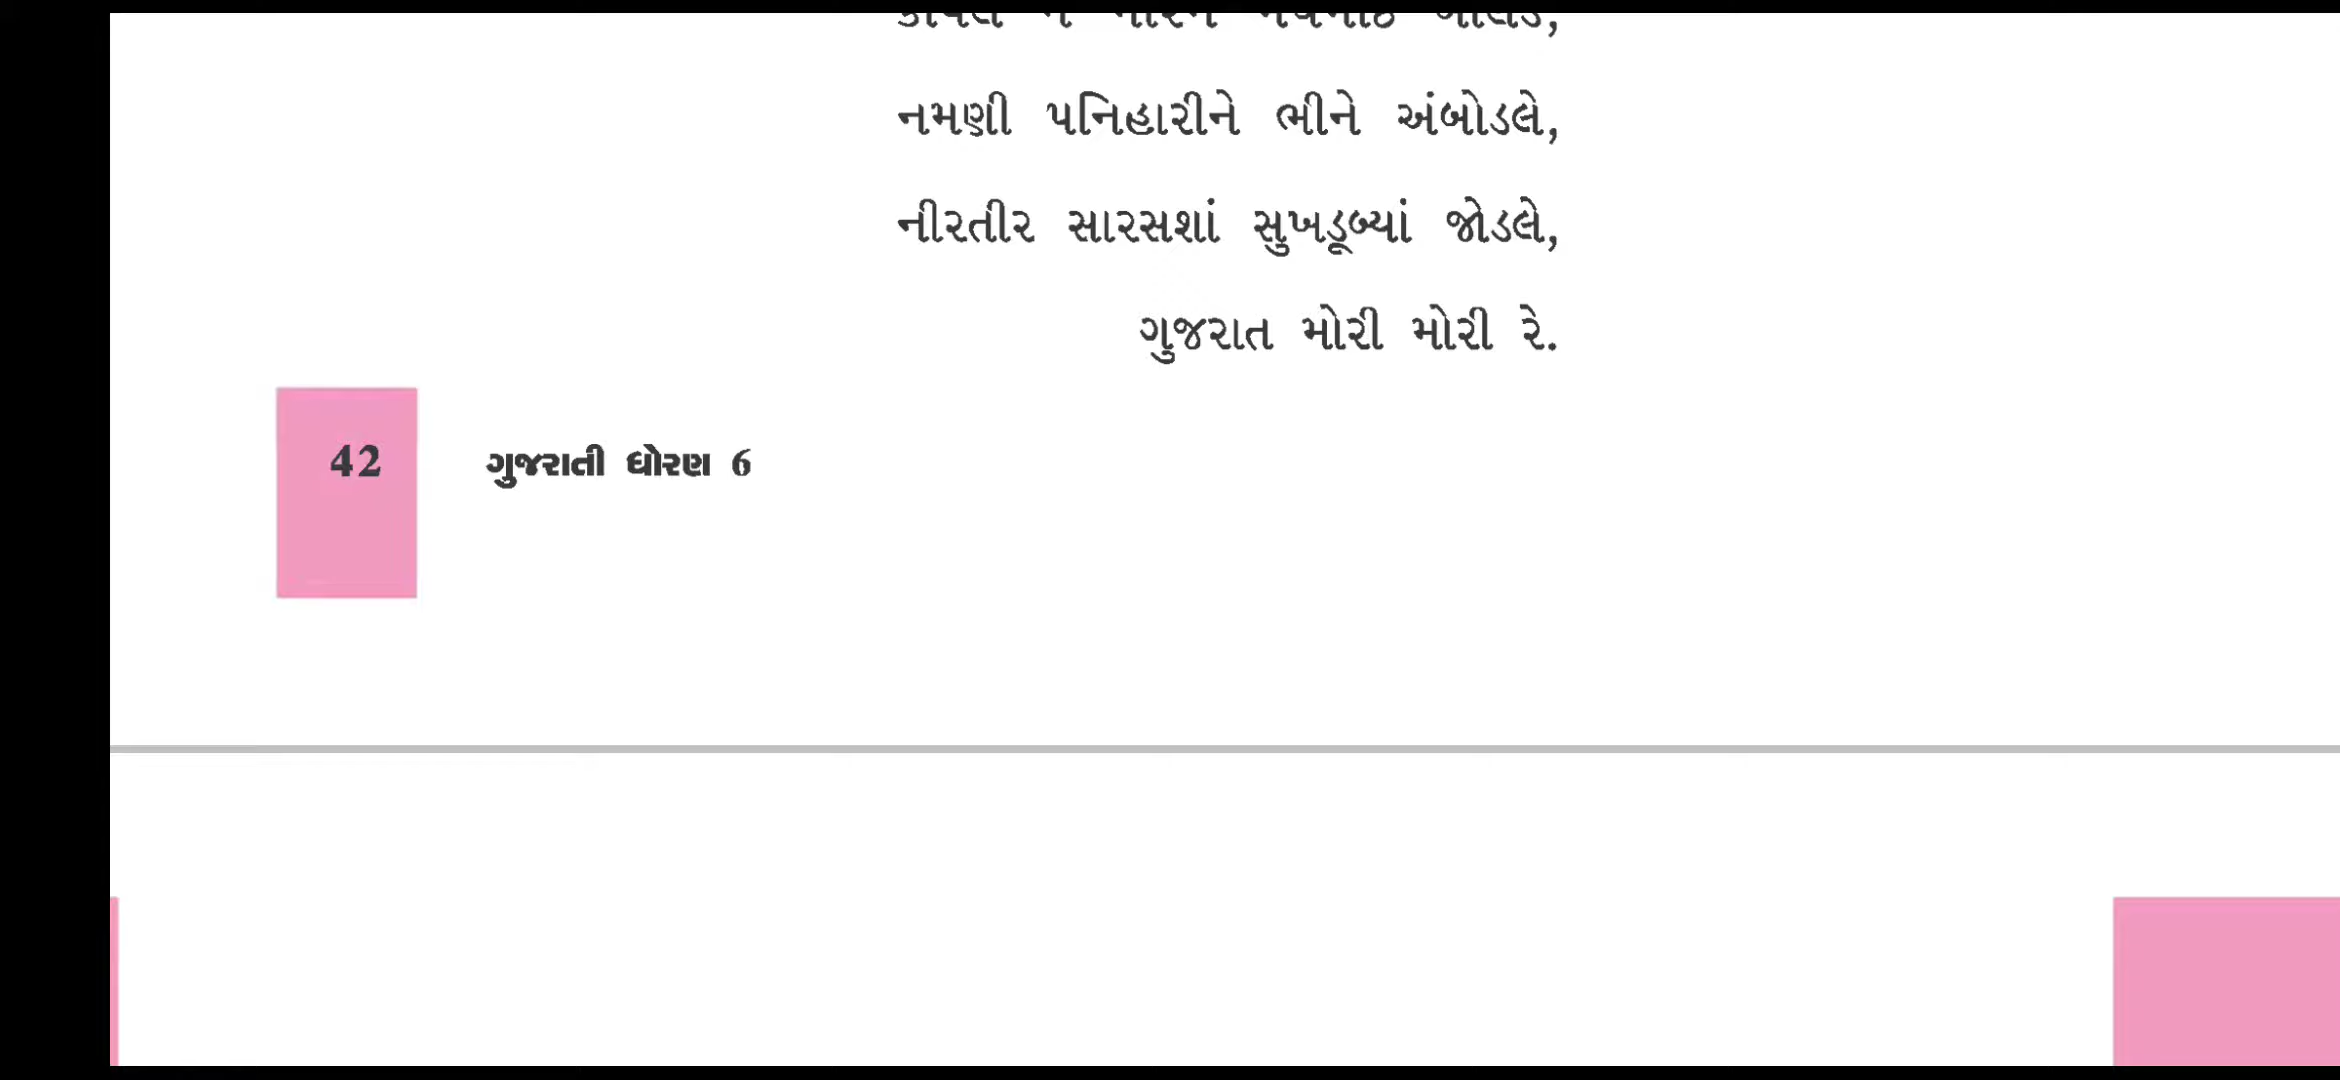 નમણી પનિહારીને ભીને અંબોડલે,
નીરતીર સારસશાં સુખડૂબ્યાં જોડલે,
ગુજરાત મોરી મોરી રે.
42 ગુજરાતી ધોરણ 6